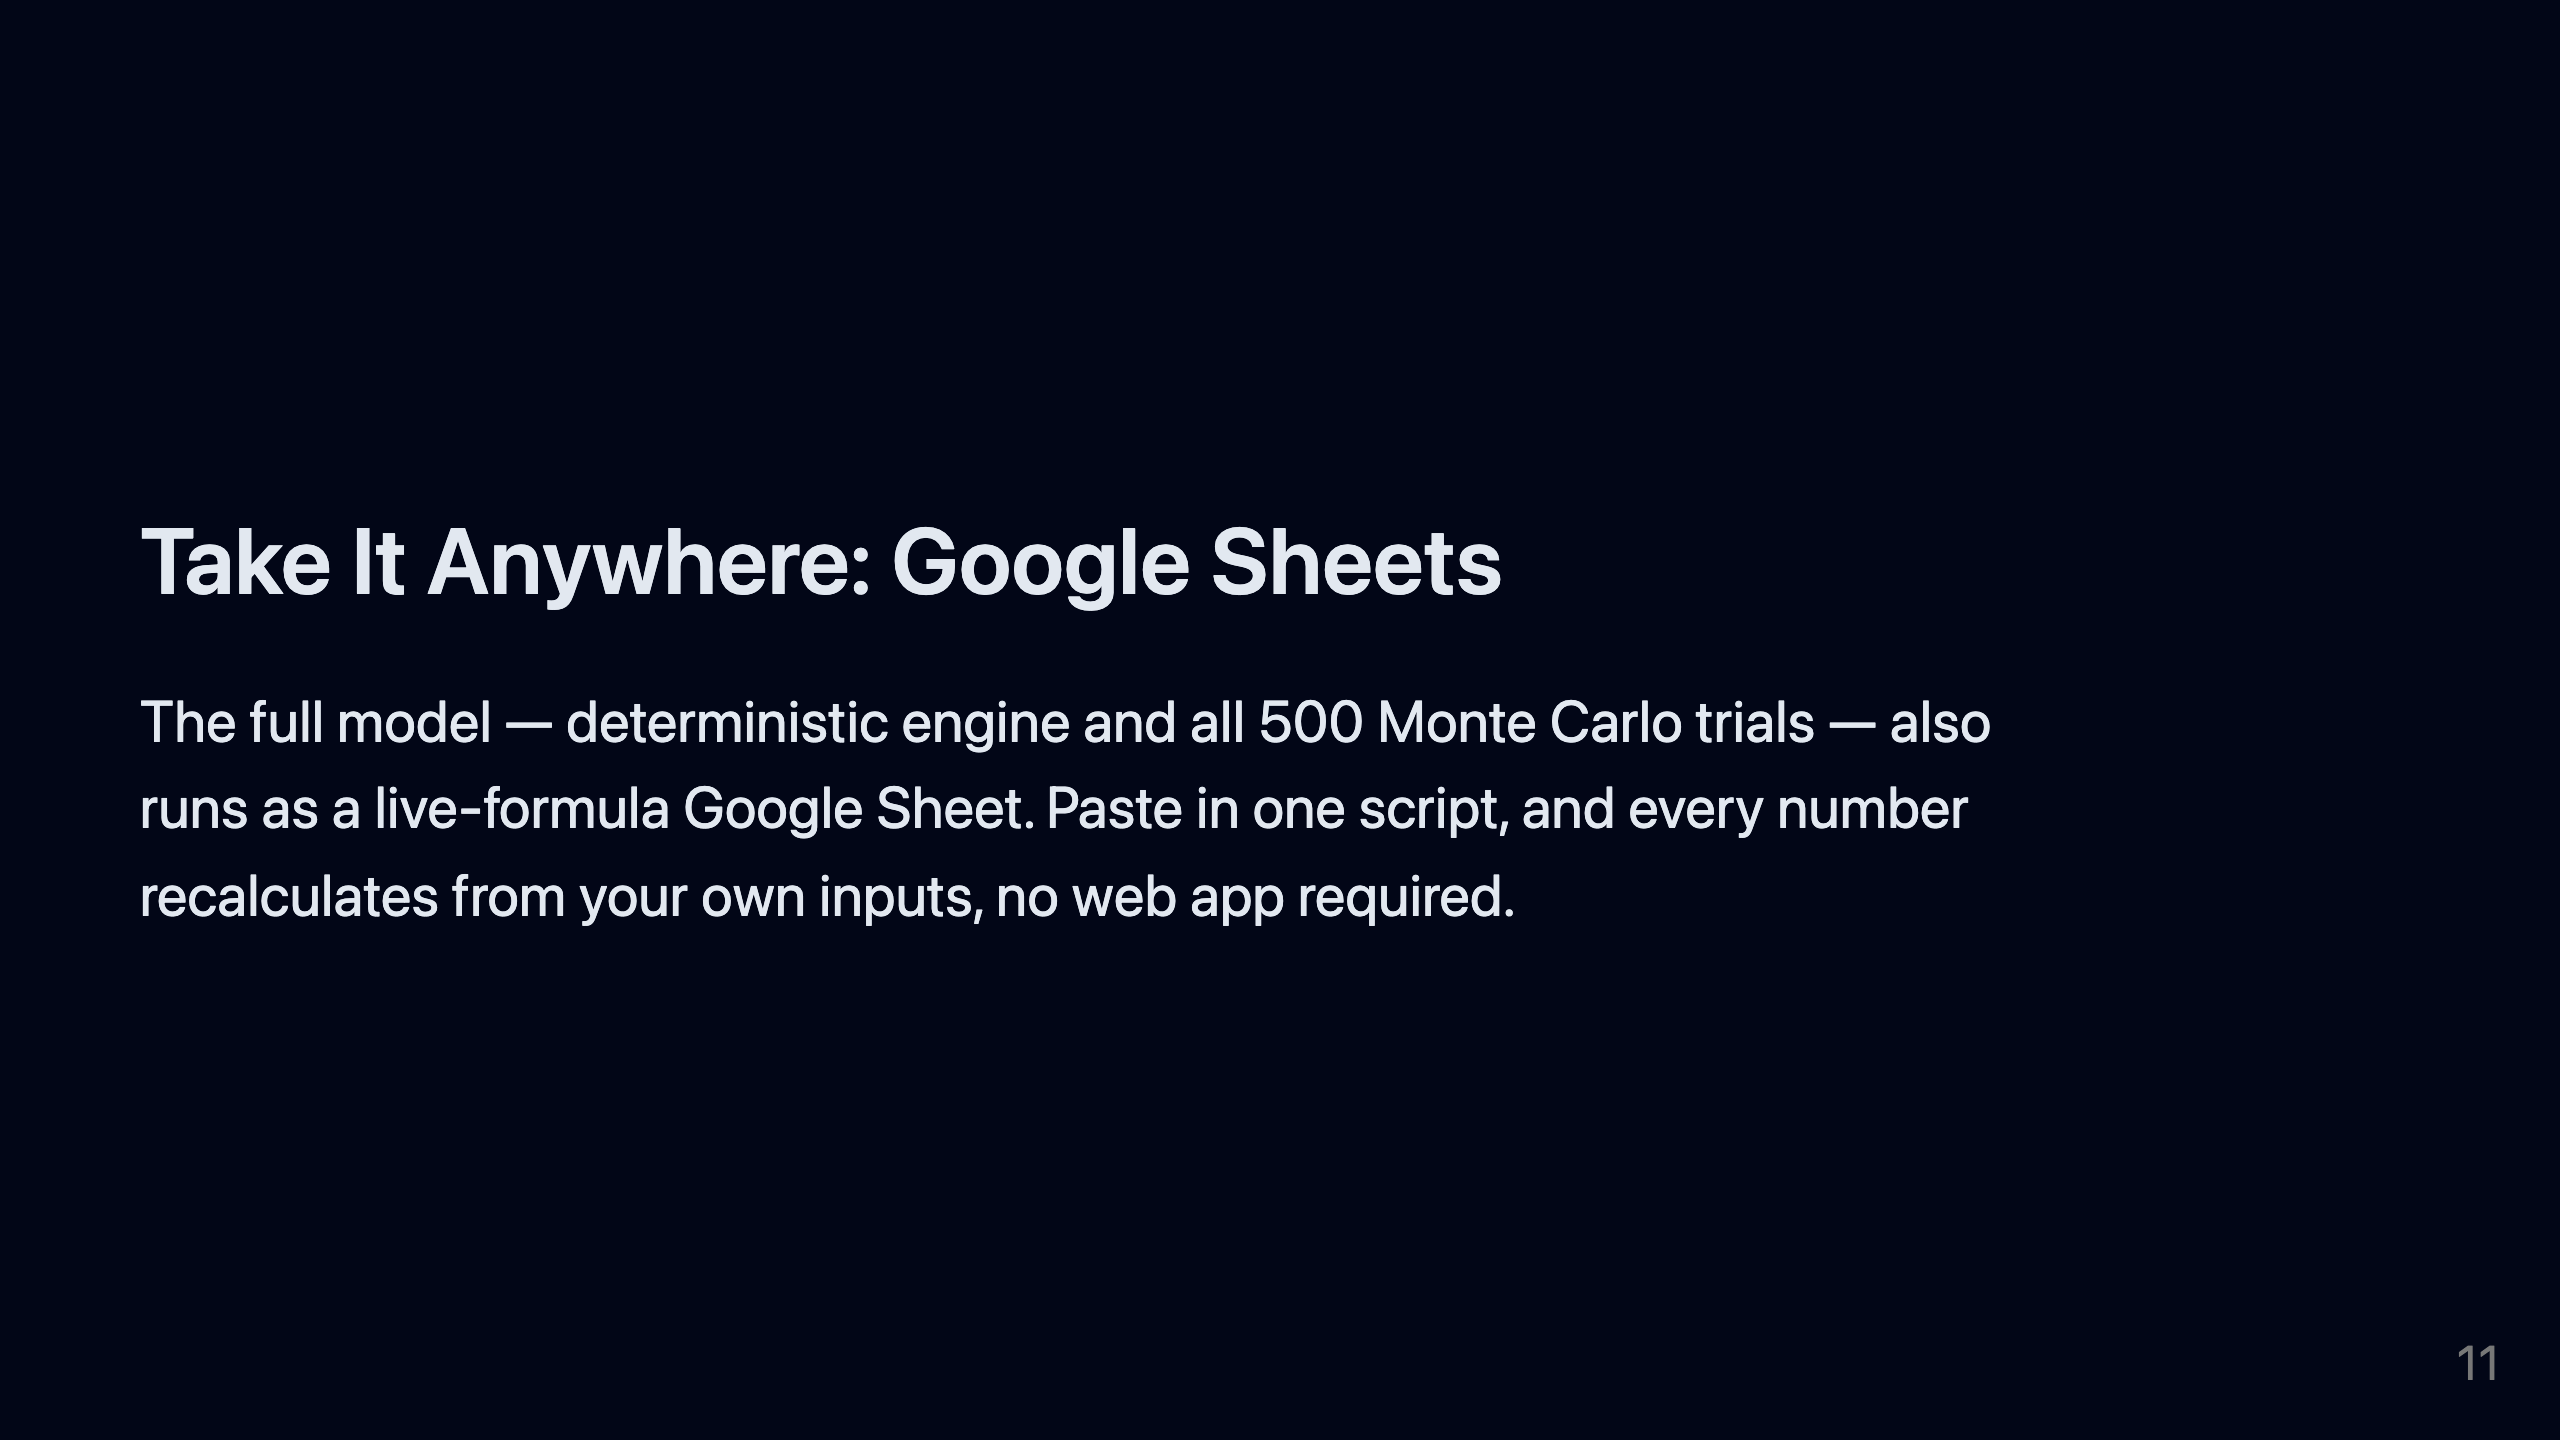 Take It Anywhere: Google Sheets
The full model — deterministic engine and all 500 Monte Carlo trials — also
runs as a live-formula Google Sheet. Paste in one script, and every number
recalculates from your own inputs, no web app required.
11